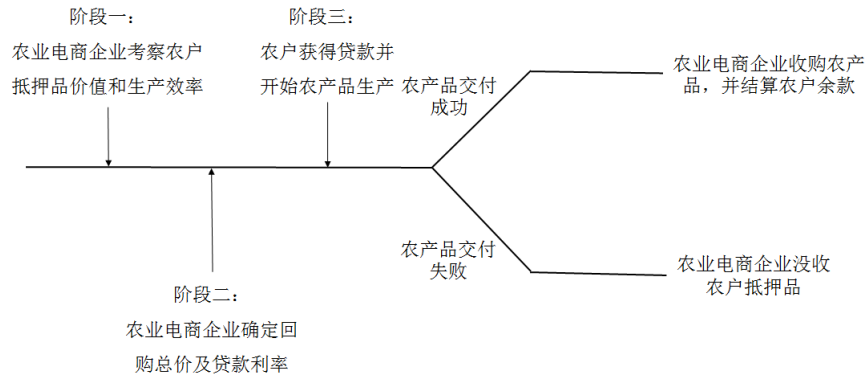 阶段一：
农业电商企业考察农户
抵押品价值和生产效率
阶段三：
农户获得贷款并
开始农产品生产
农产品交付
成功
农业电商企业收购农产
品，并结算农户余款
农产品交付
失败
农业电商企业没收
农户抵押品
阶段二：
农业电商企业确定回
购总价及贷款利率